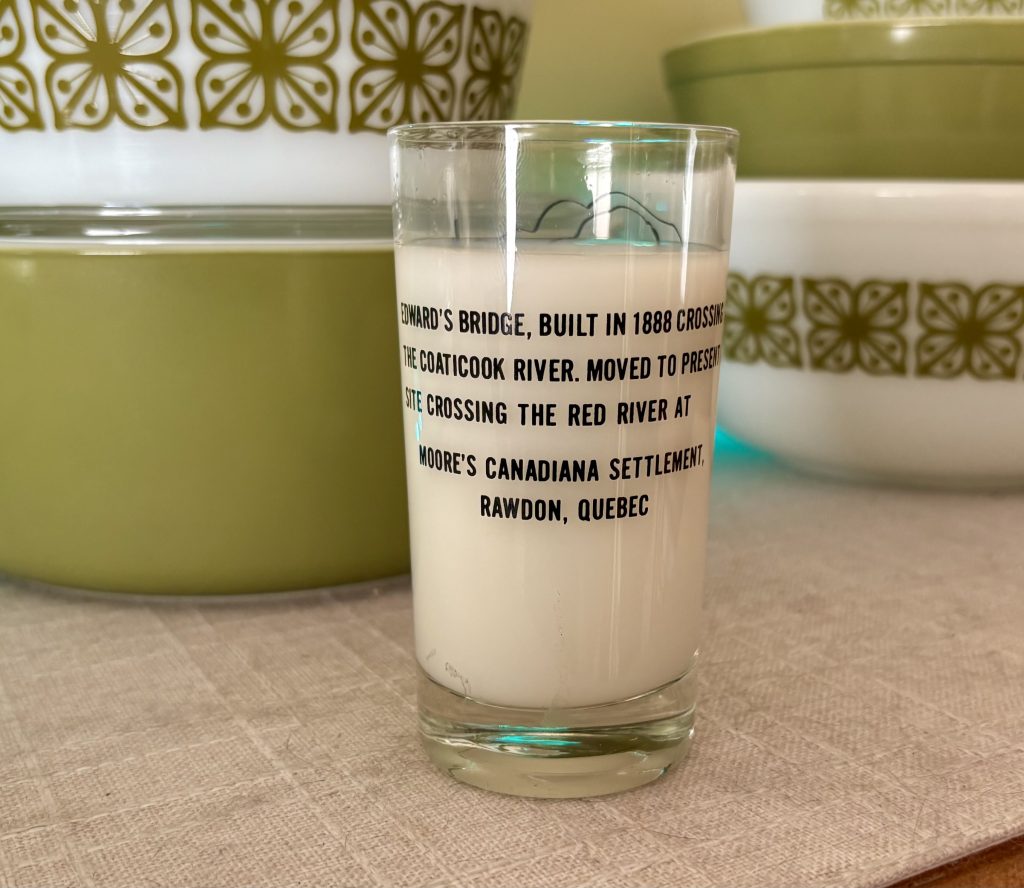 EDWARD'S BRIDGE, BUILT IN 1888 CROSSING
THE COATICOOK RIVER. MOVED TO PRESENT
SITE CROSSING THE RED RIVER AT
MOORE'S CANADIANA SETTLEMENT,
RAWDON, QUEBEC